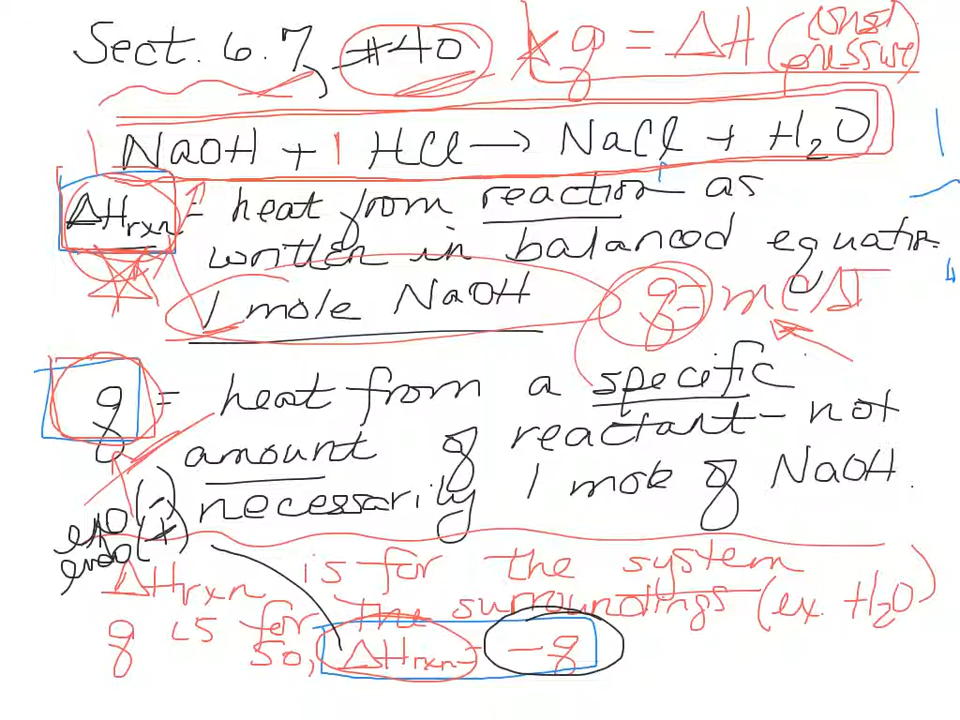 Sect. 6.7, #40
* q = ΔH (const pressure)
NaOH + 1 HCl → NaCl + H₂O
ΔHrxn = heat from reaction as
written in balanced equation.
1 mole NaOH
q = mcΔT
q = heat from a specific
amount of reactant - not
necessarily 1 mole of NaOH.
exo (-)
endo (+)
ΔHrxn is for the system
q is for the surroundings (ex. H₂O)
So, ΔHrxn = -q